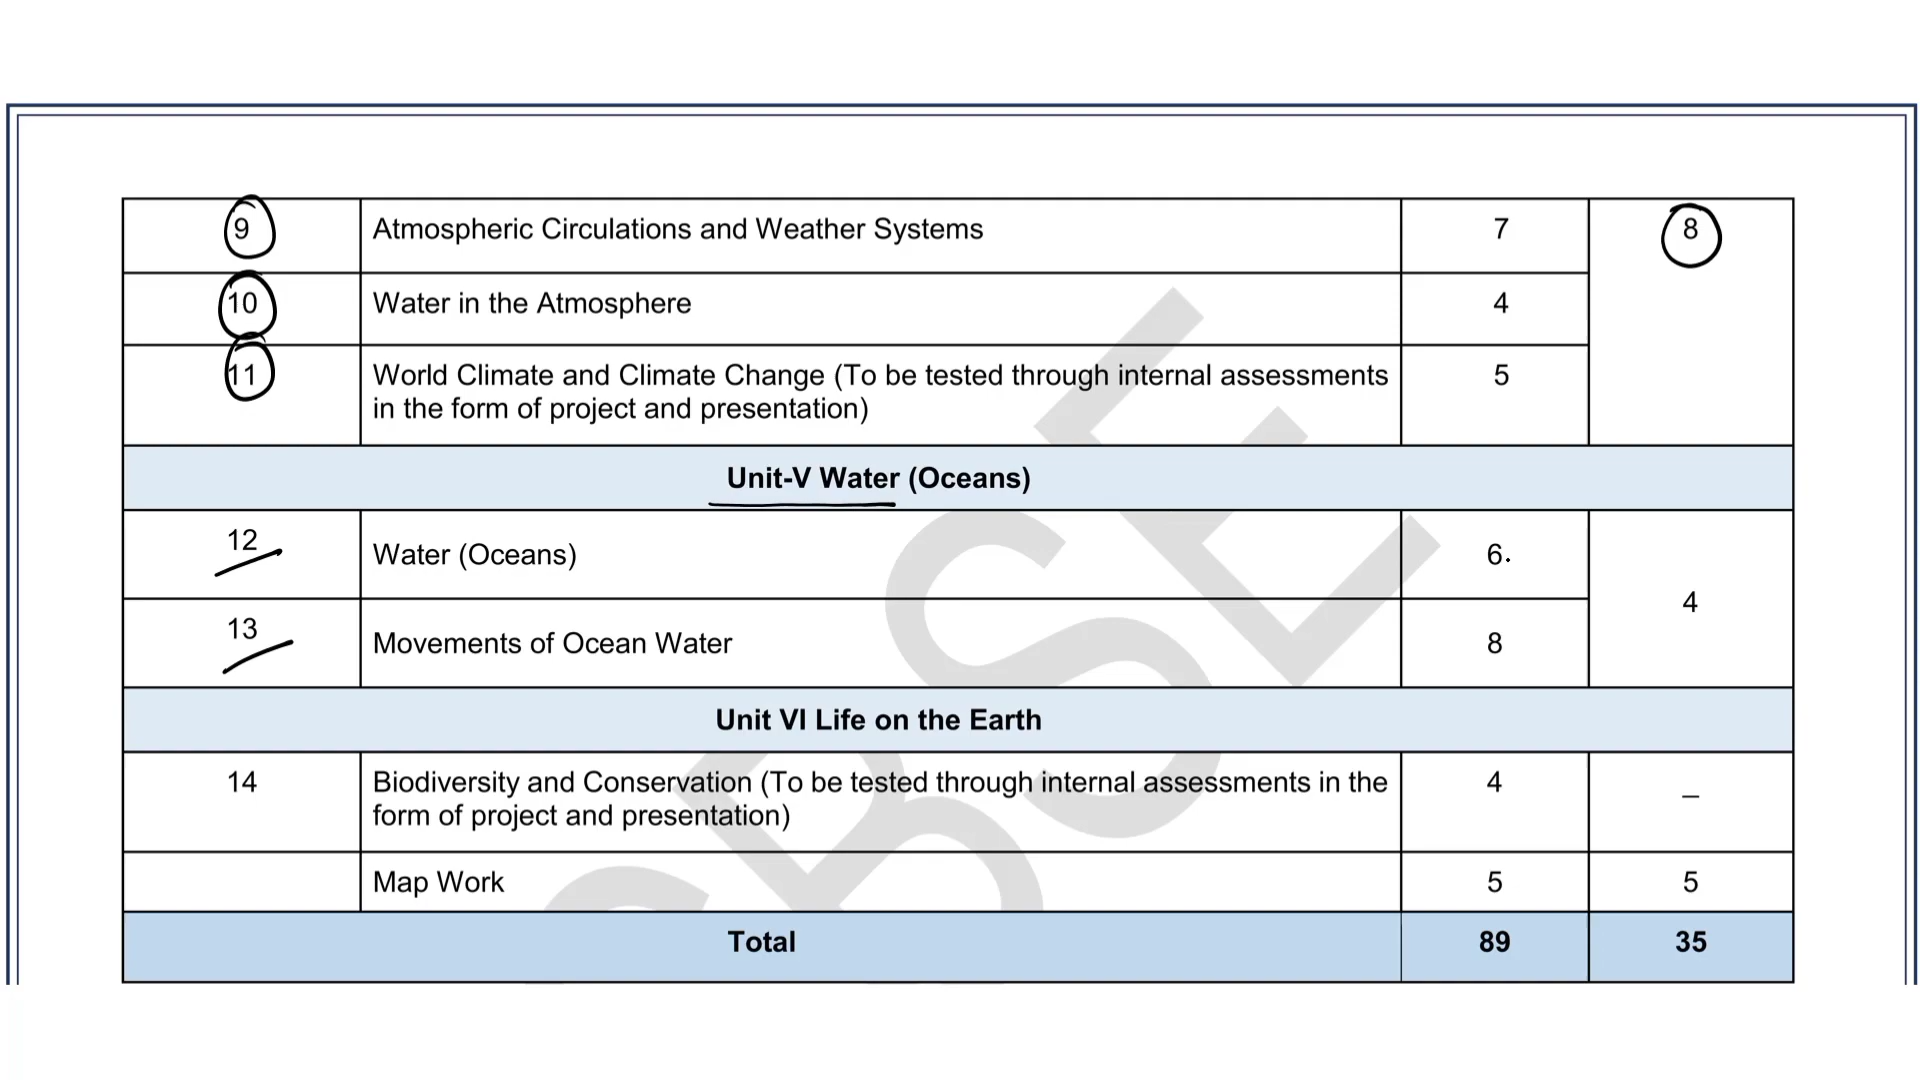 9 Atmospheric Circulations and Weather Systems 7 8
10 Water in the Atmosphere 4
11 World Climate and Climate Change (To be tested through internal assessments 5
in the form of project and presentation)
Unit-V Water (Oceans)
12 Water (Oceans) 6
4
13 Movements of Ocean Water 8
Unit VI Life on the Earth
14 Biodiversity and Conservation (To be tested through internal assessments in the 4 –
form of project and presentation)
Map Work 5 5
Total 89 35
CBSE